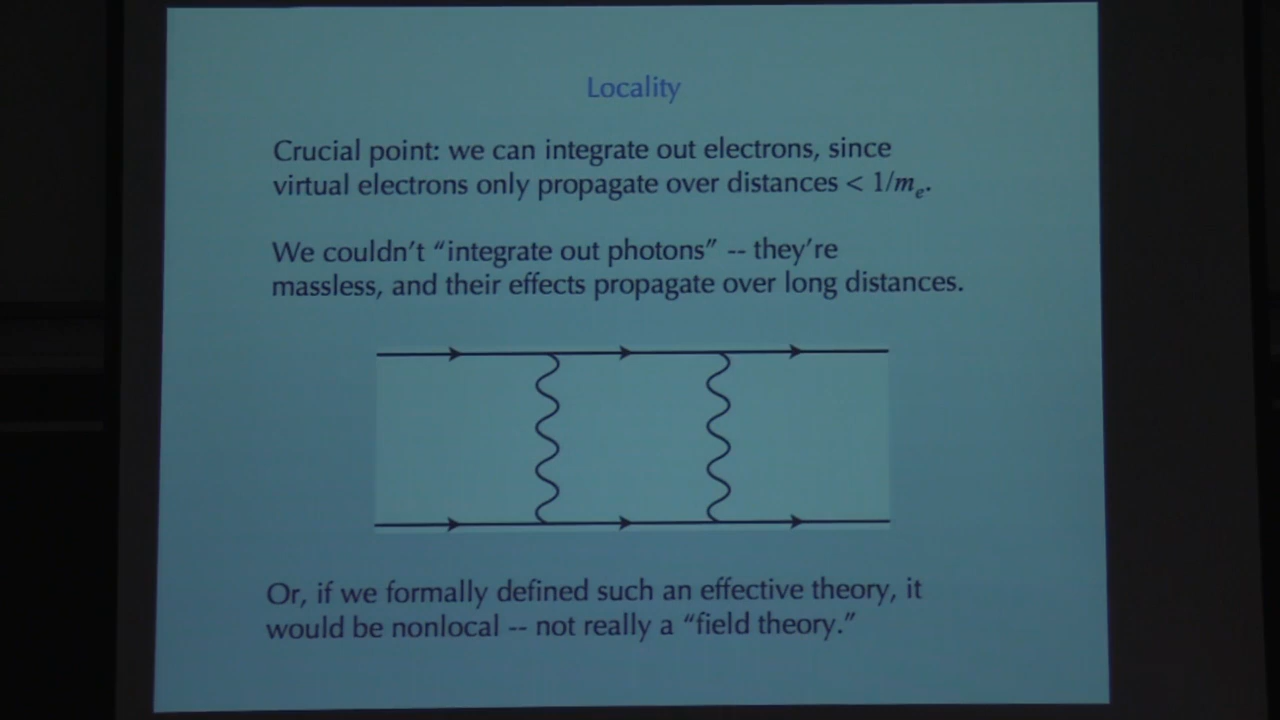 Locality
Crucial point: we can integrate out electrons, since
virtual electrons only propagate over distances < 1/mₑ.
We couldn’t “integrate out photons” -- they’re
massless, and their effects propagate over long distances.
Or, if we formally defined such an effective theory, it
would be nonlocal -- not really a “field theory.”